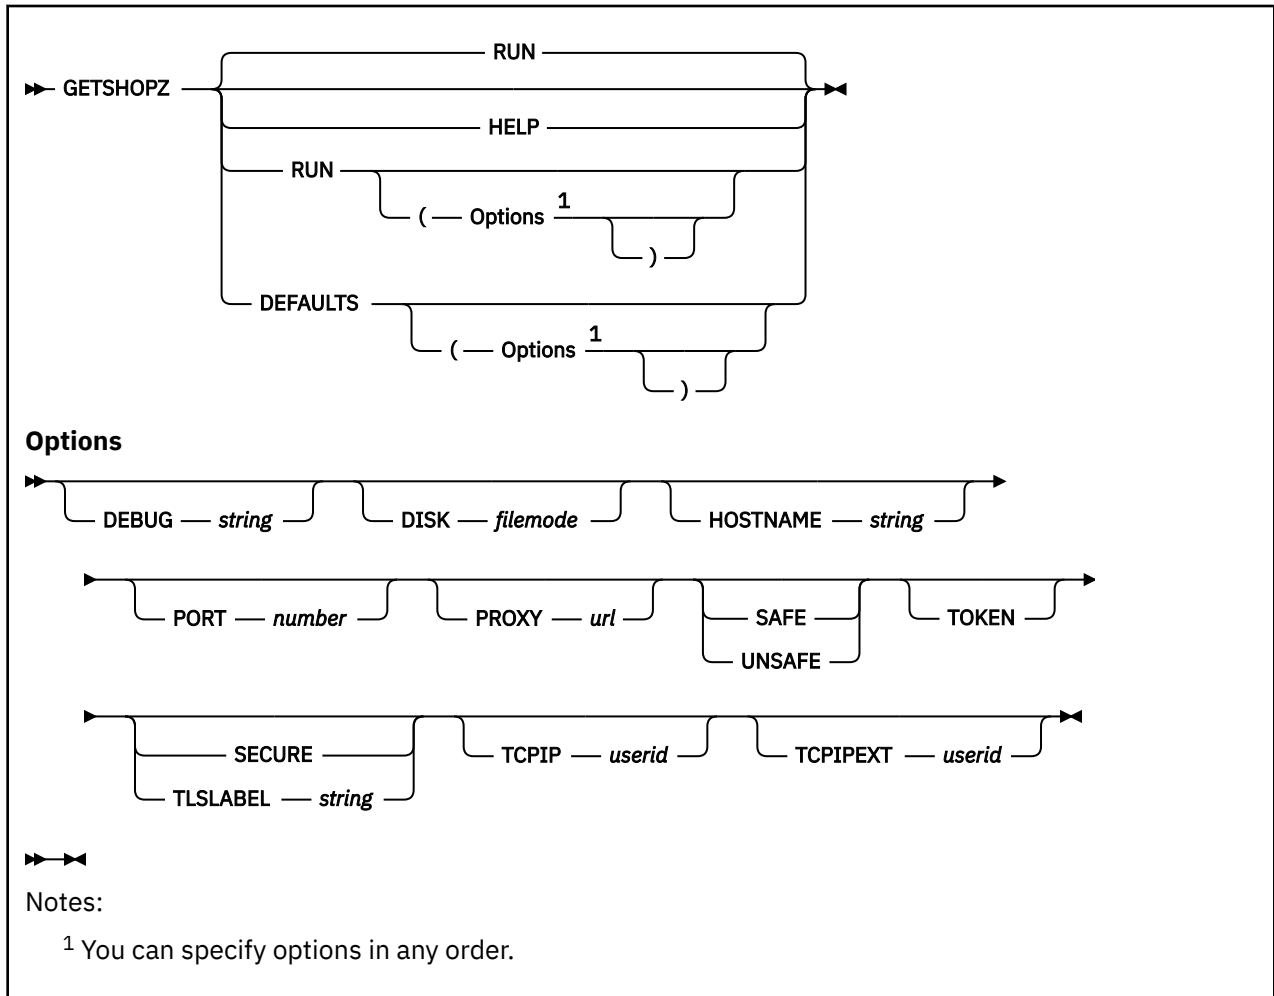 RUN
GETSHOPZ
HELP
RUN
( Options 1
)
DEFAULTS
( Options 1
)
Options
DEBUG string DISK filemode HOSTNAME string
PORT number PROXY url SAFE TOKEN
UNSAFE
SECURE TCPIP userid TCPIPEXT userid
TLSLABEL string
Notes:
1 You can specify options in any order.